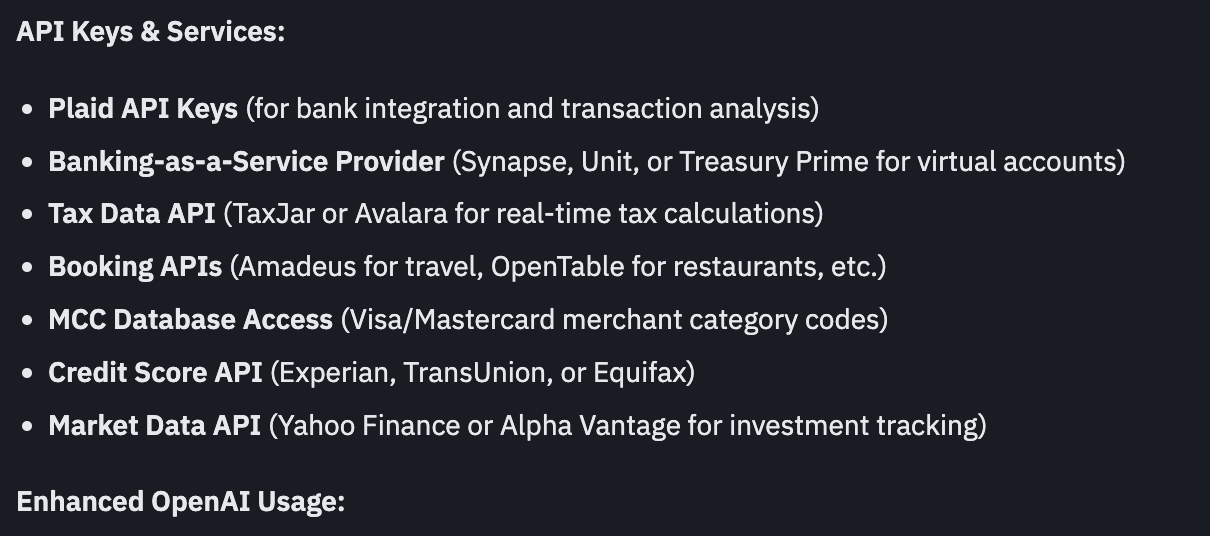 API Keys & Services:
• Plaid API Keys (for bank integration and transaction analysis)
• Banking-as-a-Service Provider (Synapse, Unit, or Treasury Prime for virtual accounts)
• Tax Data API (TaxJar or Avalara for real-time tax calculations)
• Booking APIs (Amadeus for travel, OpenTable for restaurants, etc.)
• MCC Database Access (Visa/Mastercard merchant category codes)
• Credit Score API (Experian, TransUnion, or Equifax)
• Market Data API (Yahoo Finance or Alpha Vantage for investment tracking)
Enhanced OpenAI Usage: